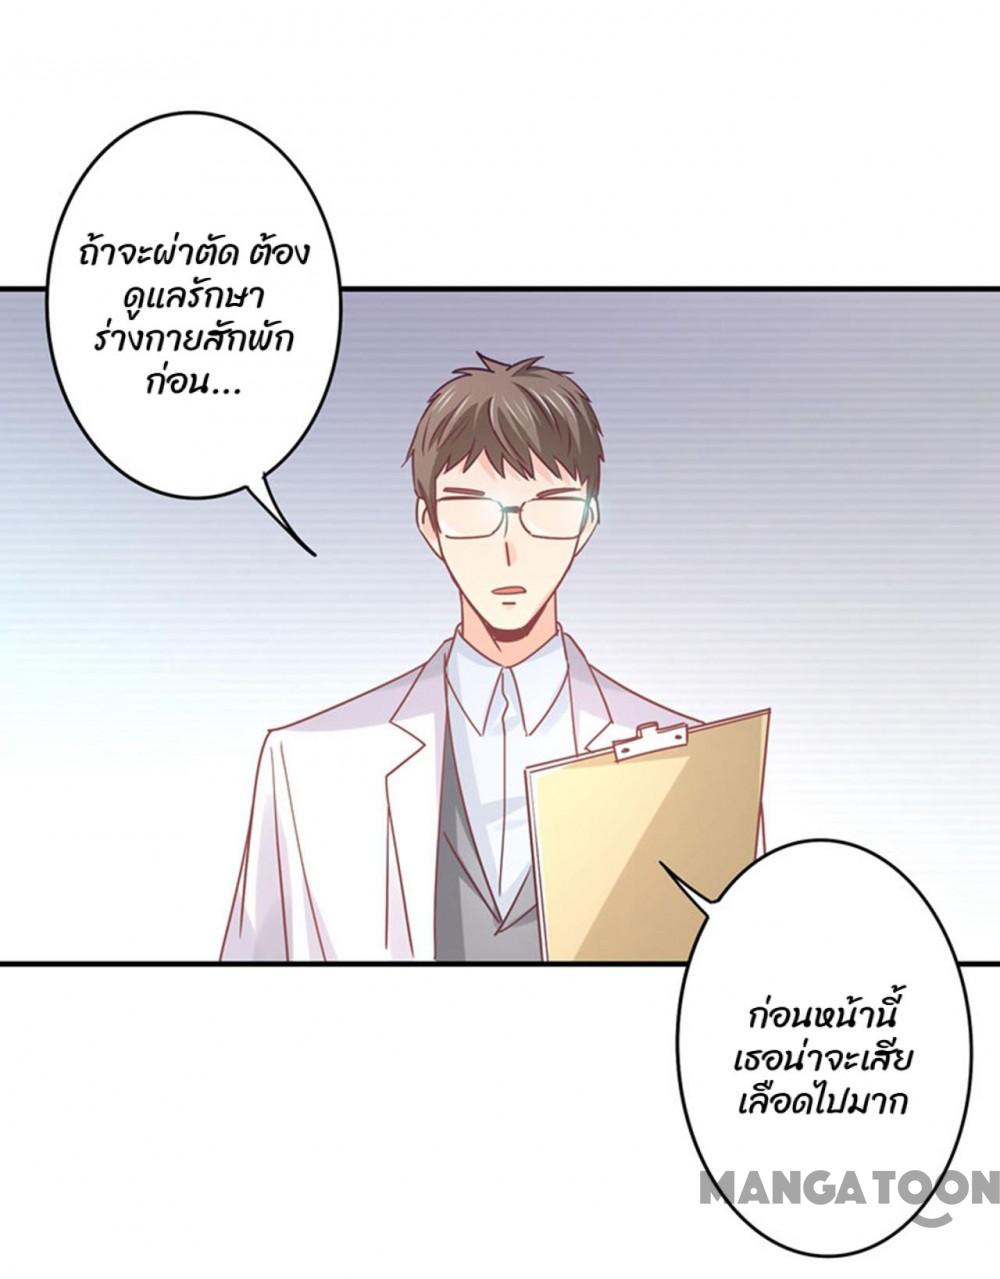 ถ้าจะผ่าตัด ต้อง
ดูแลรักษา
ร่างกายสักพัก
ก่อน...
ก่อนหน้านี้
เธอน่าจะเสีย
เลือดไปมาก
MANGATOON